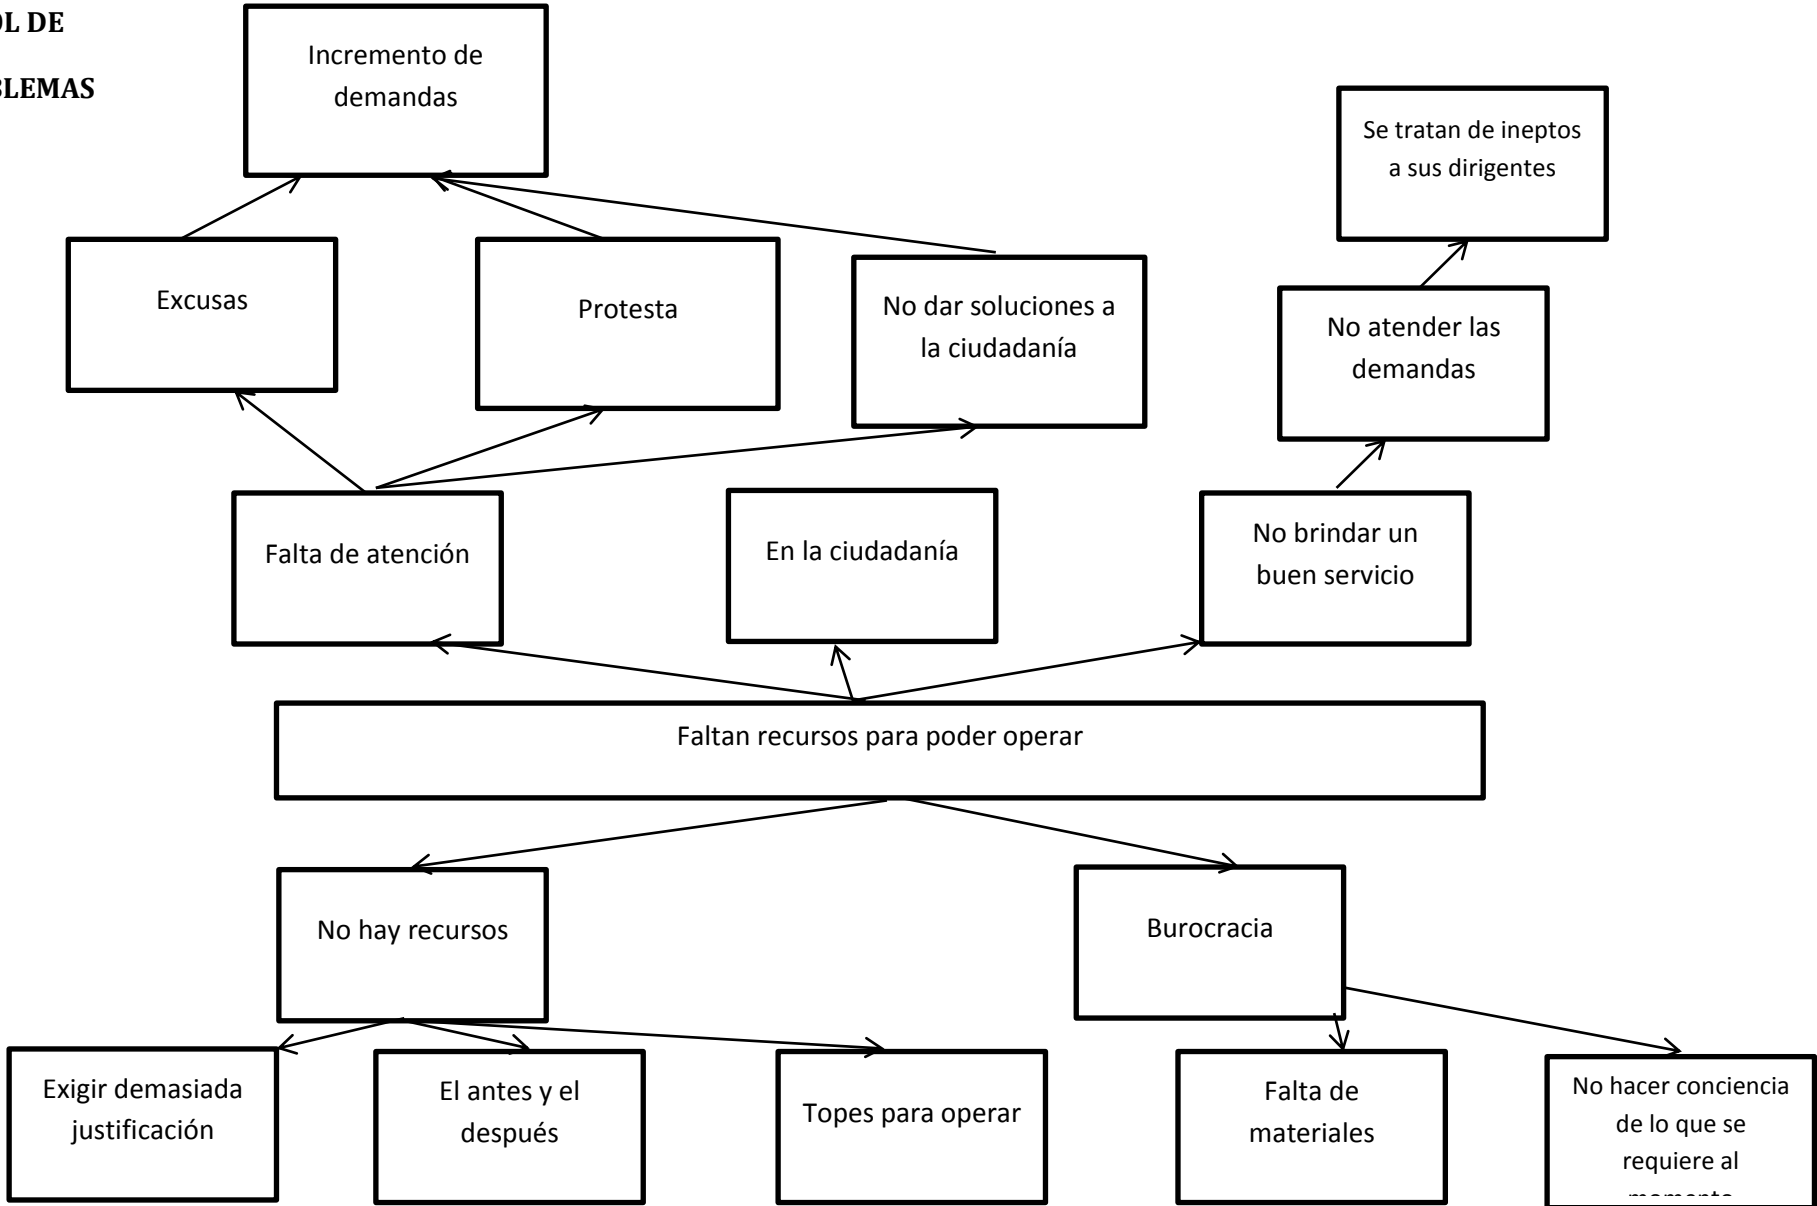 OL DE
BLEMAS
Incremento de
demandas
Se tratan de ineptos
a sus dirigentes
Excusas
Protesta
No dar soluciones a
la ciudadanía
No atender las
demandas
Falta de atención
En la ciudadanía
No brindar un
buen servicio
Faltan recursos para poder operar
No hay recursos
Burocracia
Exigir demasiada
justificación
El antes y el
después
Topes para operar
Falta de
materiales
No hacer conciencia
de lo que se
requiere al